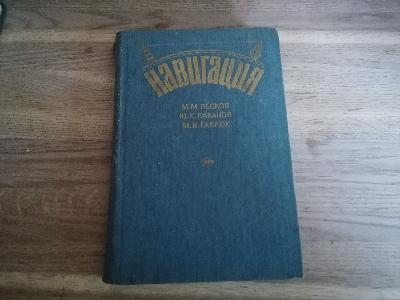 НАВИГАЦИЯ
М. М. ЛЕСКОВ
Ю. К. БАРАНОВ
М. И. ГАВРЮК